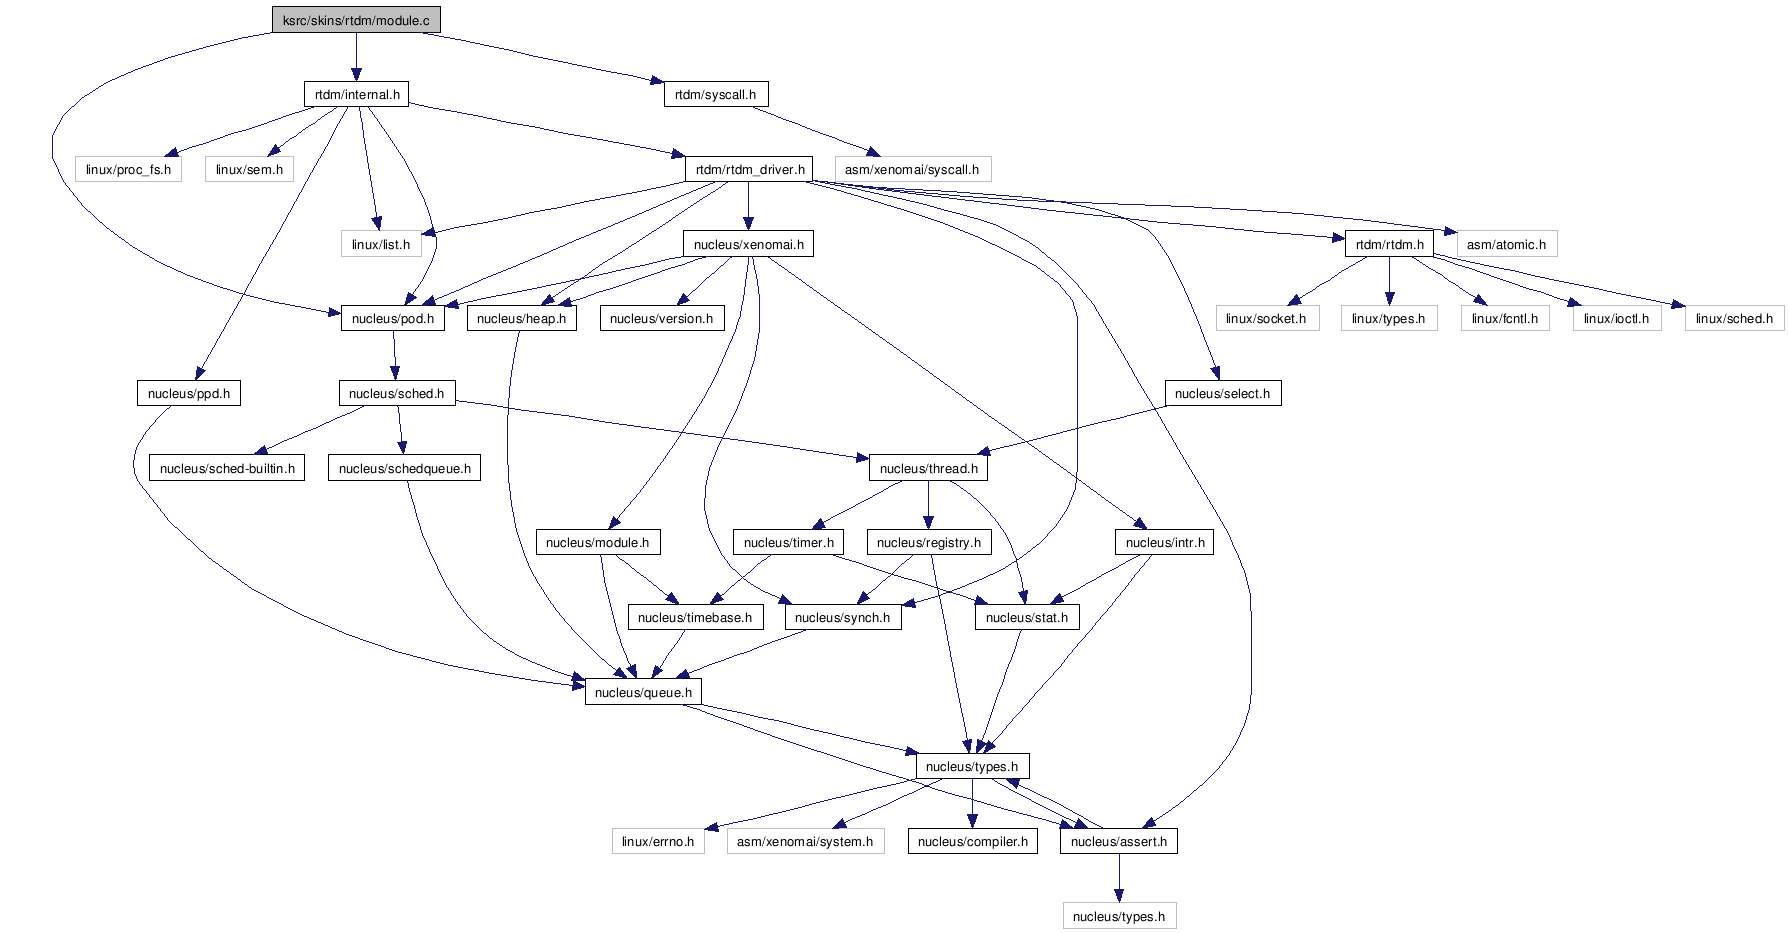 ksrc/skins/rtdm/module.c
rtdm/internal.h
rtdm/syscall.h
linux/proc_fs.h
linux/sem.h
rtdm/rtdm_driver.h
asm/xenomai/syscall.h
linux/list.h
nucleus/xenomai.h
rtdm/rtdm.h
asm/atomic.h
nucleus/pod.h
nucleus/heap.h
nucleus/version.h
linux/socket.h
linux/types.h
linux/fcntl.h
linux/ioctl.h
linux/sched.h
nucleus/ppd.h
nucleus/sched.h
nucleus/select.h
nucleus/sched-builtin.h
nucleus/schedqueue.h
nucleus/thread.h
nucleus/module.h
nucleus/timer.h
nucleus/registry.h
nucleus/intr.h
nucleus/timebase.h
nucleus/synch.h
nucleus/stat.h
nucleus/queue.h
nucleus/types.h
linux/errno.h
asm/xenomai/system.h
nucleus/compiler.h
nucleus/assert.h
nucleus/types.h